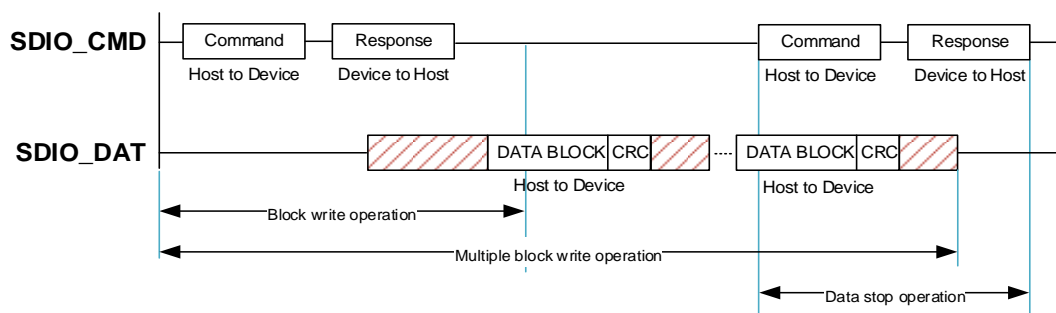 SDIO_CMD Command Response Command Response
Host to Device Device to Host Host to Device Device to Host
SDIO_DAT DATA BLOCK CRC DATA BLOCK CRC
Host to Device Host to Device
Block write operation
Multiple block write operation
Data stop operation